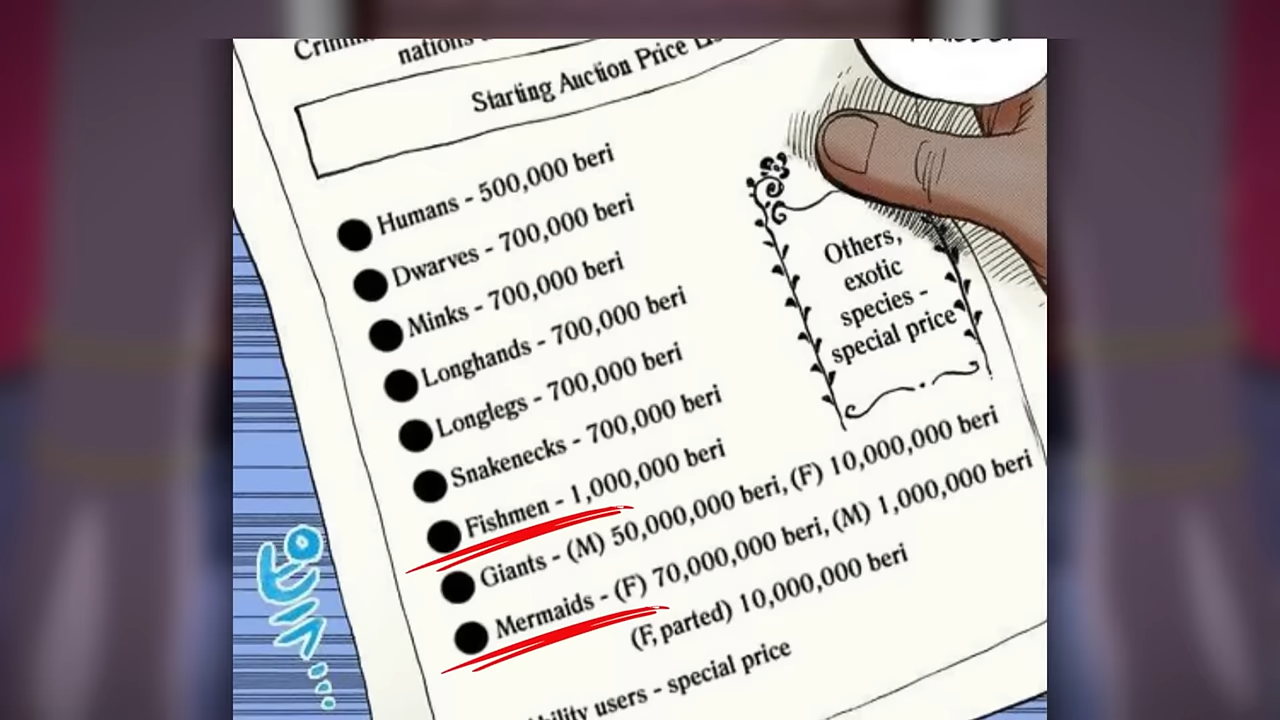 nations
Starting Auction Price
Humans - 500,000 beri
Dwarves - 700,000 beri
Minks - 700,000 beri
Longhands - 700,000 beri
Longlegs - 700,000 beri
Snakenecks - 700,000 beri
Fishmen - 1,000,000 beri
Giants - (M) 50,000,000 beri, (F) 10,000,000 beri
Mermaids - (F) 70,000,000 beri, (M) 1,000,000 beri
(F, parted) 10,000,000 beri
users - special price
Others,
exotic
species -
special price